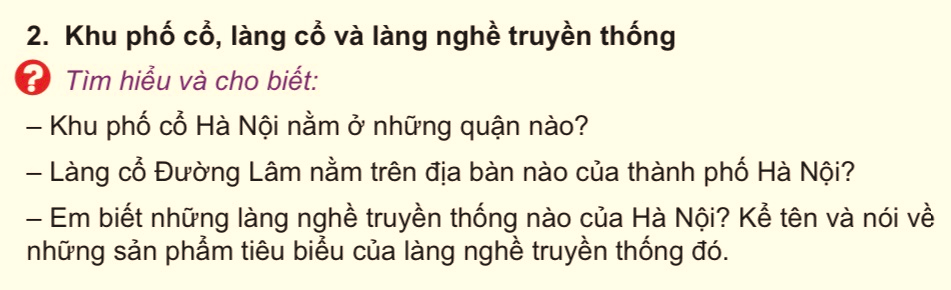 2. Khu phố cổ, làng cổ và làng nghề truyền thống
? Tìm hiểu và cho biết:
– Khu phố cổ Hà Nội nằm ở những quận nào?
– Làng cổ Đường Lâm nằm trên địa bàn nào của thành phố Hà Nội?
– Em biết những làng nghề truyền thống nào của Hà Nội? Kể tên và nói về
những sản phẩm tiêu biểu của làng nghề truyền thống đó.